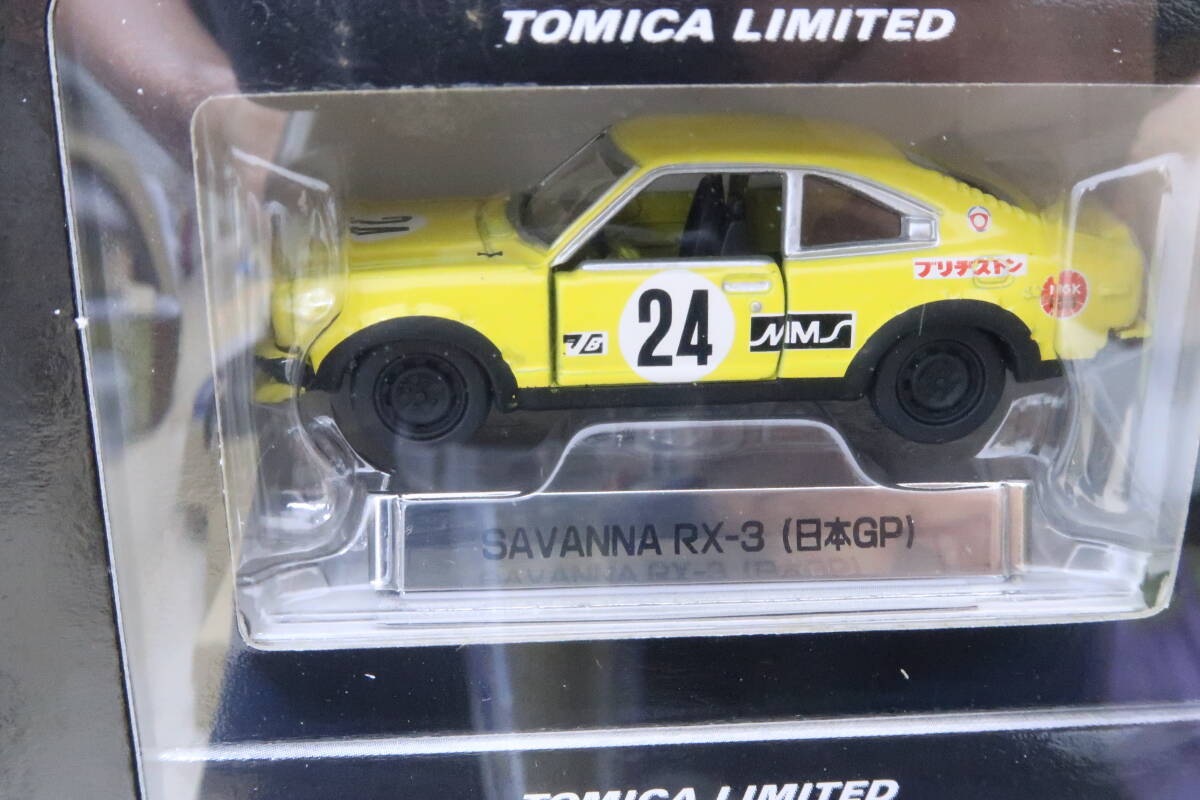 TOMICA LIMITED
24
ブリヂストン
NGK
24
MMS
SAVANNA RX-3 (日本GP)
TOMICA LIMITED